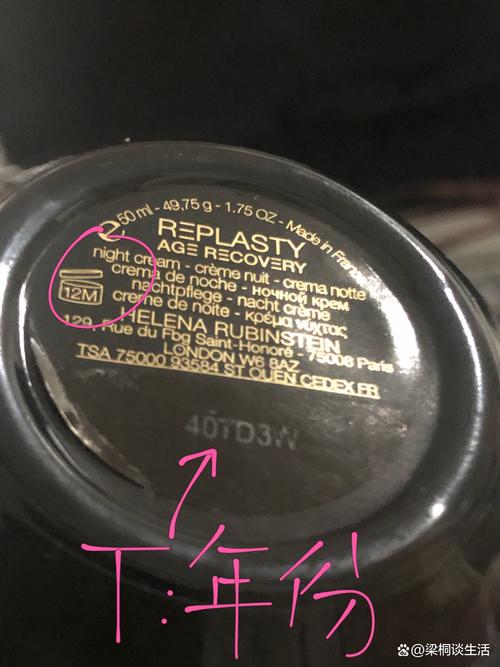 e 50 ml - 49,75 g - 1.75 OZ - Made in France
REPLASTY
AGE RECOVERY
night cream - crème nuit - crema notte
crema de noche - ночной крем
nachtpflege - nacht crème
creme de noite - κρέμα νύχτας
12M
HELENA RUBINSTEIN
129, Rue du Fbg Saint-Honoré - 75008 Paris
LONDON W6 8AZ
TSA 75000 93584 ST OUEN CEDEX FR
40TD3W
T:年份
@梁桐谈生活